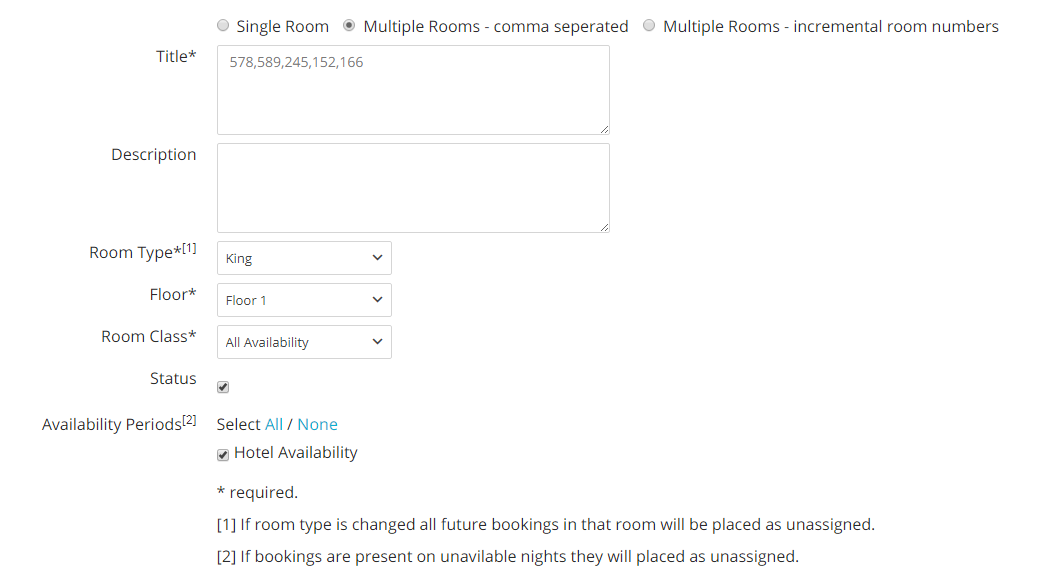 Single Room Multiple Rooms - comma seperated Multiple Rooms - incremental room numbers
Title* 578,589,245,152,166
Description
Room Type*[1] King
Floor* Floor 1
Room Class* All Availability
Status
Availability Periods[2] Select All / None
Hotel Availability
* required.
[1] If room type is changed all future bookings in that room will be placed as unassigned.
[2] If bookings are present on unavilable nights they will placed as unassigned.